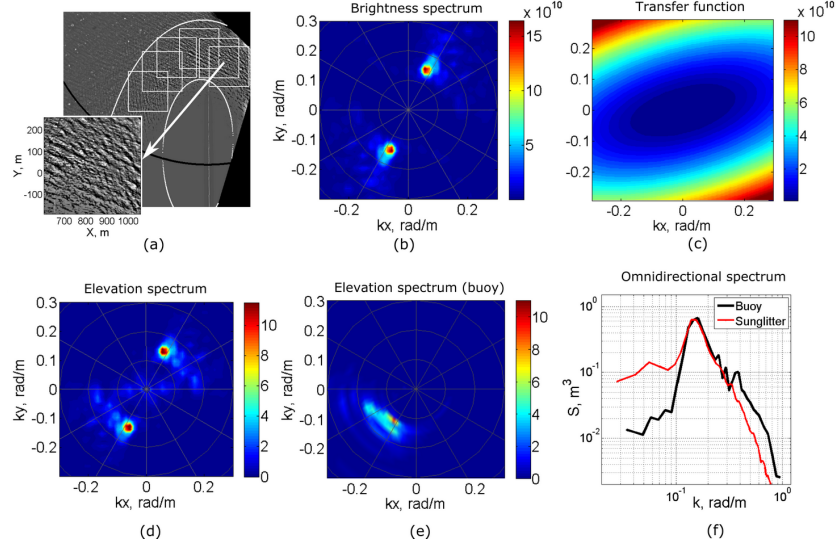 Brightness spectrum
Transfer function
x 10^10
x 10^10
0.3
0.2
0.1
0
-0.1
-0.2
-0.3
ky, rad/m
-0.2 0 0.2
kx, rad/m
15
10
5
0.2
0.1
0
-0.1
-0.2
ky, rad/m
-0.2 0 0.2
kx, rad/m
10
8
6
4
2
200
100
0
-100
Y, m
700 800 900 1000
X, m
(a)
(b)
(c)
Elevation spectrum
Elevation spectrum (buoy)
Omnidirectional spectrum
0.3
0.2
0.1
0
-0.1
-0.2
-0.3
ky, rad/m
-0.2 0 0.2
kx, rad/m
10
8
6
4
2
0
0.3
0.2
0.1
0
-0.1
-0.2
-0.3
ky, rad/m
-0.2 0 0.2
kx, rad/m
10
8
6
4
2
0
Buoy
Sunglitter
10^0
10^-1
10^-2
S, m^3
10^-1 10^0
k, rad/m
(d)
(e)
(f)